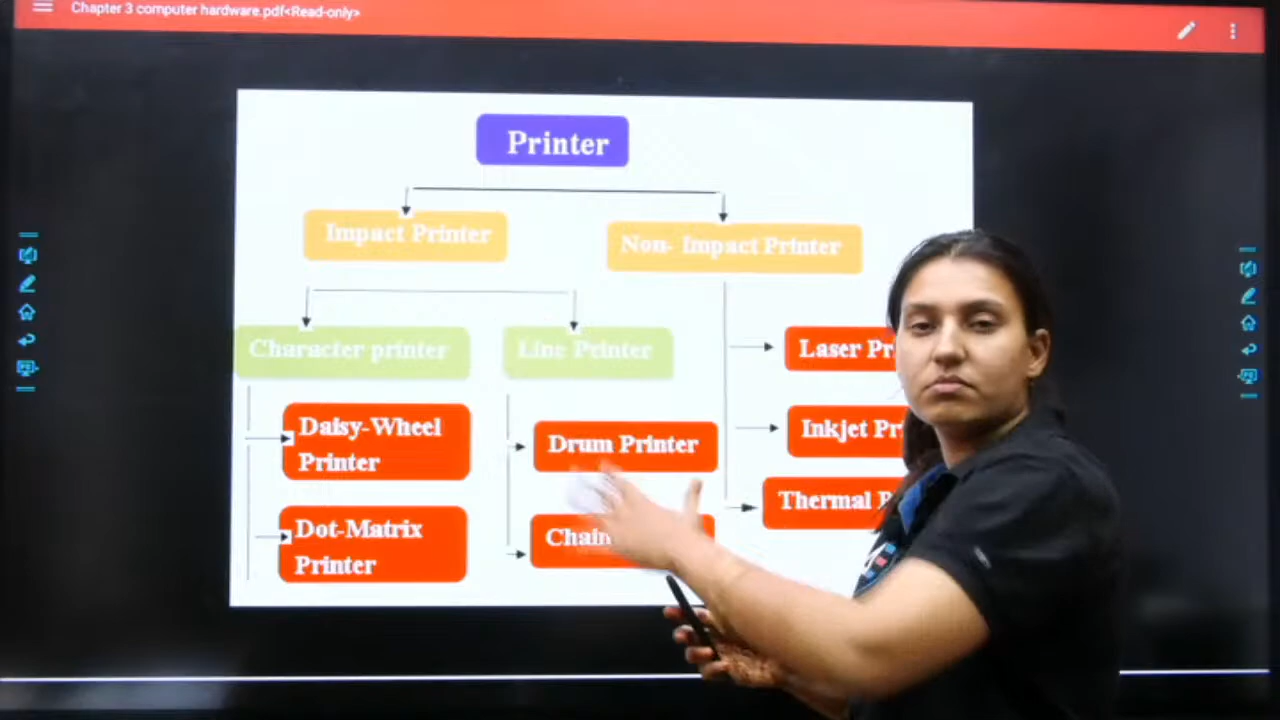 Chapter 3 computer hardware.pdf<Read-only>
Printer
Impact Printer
Non- Impact Printer
Character printer
Line Printer
Laser Pr
Daisy-Wheel
Printer
Drum Printer
Inkjet Pr
Dot-Matrix
Printer
Chain
Thermal P